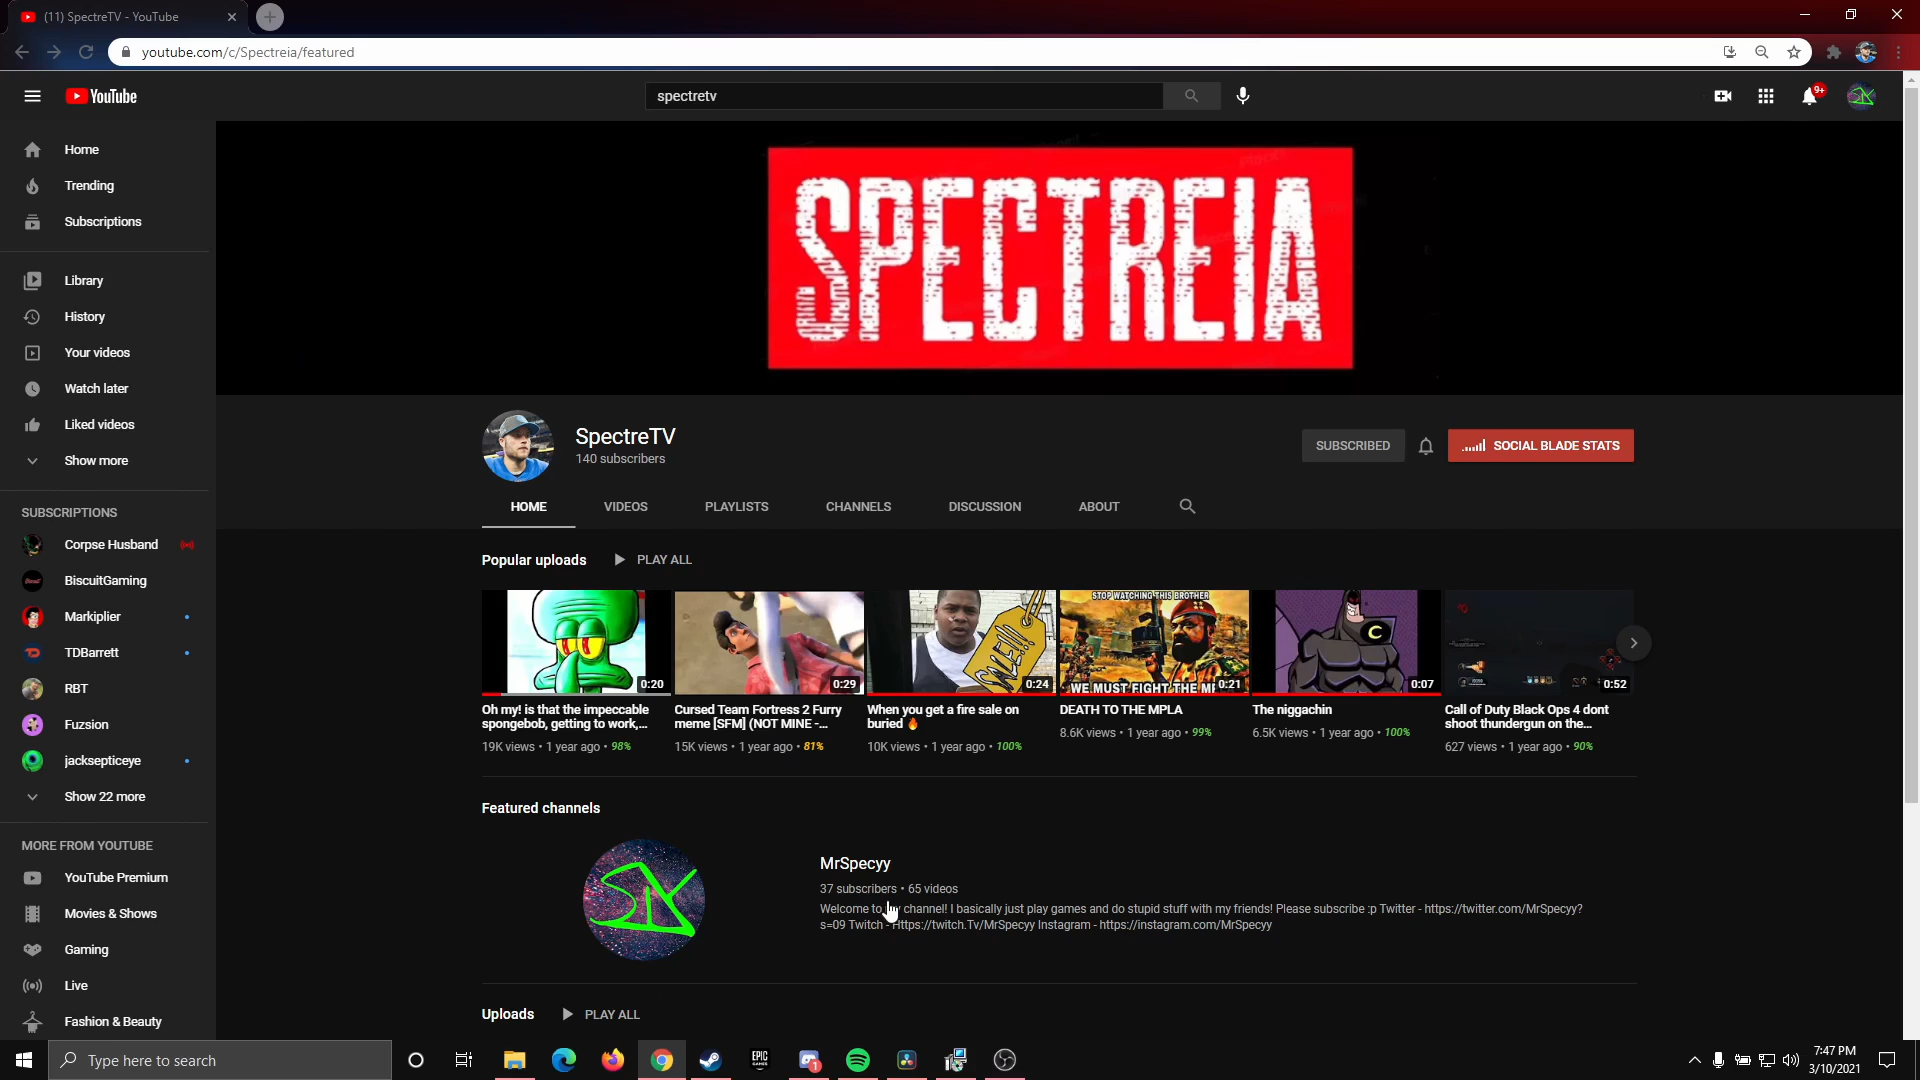 (11) SpectreTV - YouTube
youtube.com/c/Spectreia/featured
YouTube
spectretv
9+
Home
Trending
Subscriptions
Library
History
Your videos
Watch later
Liked videos
Show more
SUBSCRIPTIONS
Corpse Husband
BiscuitGaming
Markiplier
TDBarrett
RBT
Fuzsion
jacksepticeye
Show 22 more
MORE FROM YOUTUBE
YouTube Premium
Movies & Shows
Gaming
Live
Fashion & Beauty
SPECTREIA
SpectreTV
140 subscribers
SUBSCRIBED
SOCIAL BLADE STATS
HOME
VIDEOS
PLAYLISTS
CHANNELS
DISCUSSION
ABOUT
Popular uploads
PLAY ALL
0:20
Oh my! is that the impeccable
spongebob, getting to work,...
19K views • 1 year ago • 98%
0:29
Cursed Team Fortress 2 Furry
meme [SFM] (NOT MINE -...
15K views • 1 year ago • 81%
0:24
When you get a fire sale on
buried 🔥
10K views • 1 year ago • 100%
STOP WATCHING THIS BROTHER
WE MUST FIGHT THE
0:21
DEATH TO THE MPLA
8.6K views • 1 year ago • 99%
C
0:07
The niggachin
6.5K views • 1 year ago • 100%
0:52
Call of Duty Black Ops 4 dont
shoot thundergun on the...
627 views • 1 year ago • 90%
Featured channels
MrSpecyy
37 subscribers • 65 videos
Welcome to channel! I basically just play games and do stupid stuff with my friends! Please subscribe :p Twitter - https://twitter.com/MrSpecyy?
s=09 Twitch - Https://twitch.Tv/MrSpecyy Instagram - https://instagram.com/MrSpecyy
Uploads
PLAY ALL
Type here to search
EPIC
GAMES
1
7:47 PM
3/10/2021